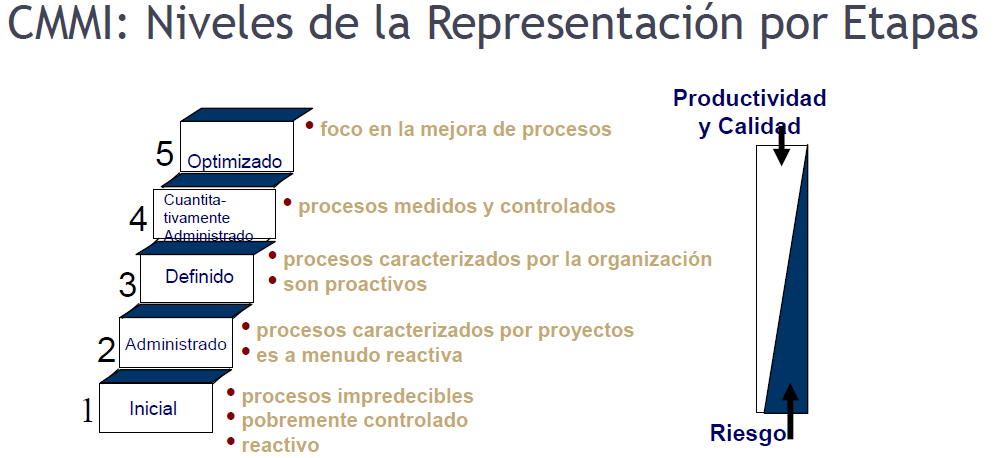 CMMI: Niveles de la Representación por Etapas
Productividad
y Calidad
5
Optimizado
• foco en la mejora de procesos
4
Cuantita-
tivamente
Administrado
• procesos medidos y controlados
3
Definido
• procesos caracterizados por la organización
• son proactivos
2
Administrado
• procesos caracterizados por proyectos
• es a menudo reactiva
1
Inicial
• procesos impredecibles
• pobremente controlado
• reactivo
Riesgo